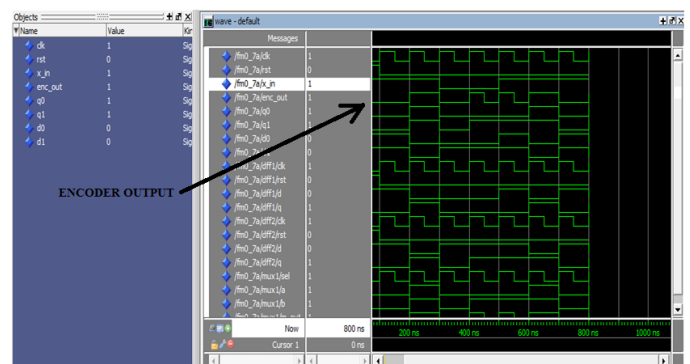 Objects
wave - default
Name Value Kir
clk 1 Sig
rst 0 Sig
x_in 1 Sig
enc_out 1 Sig
q0 1 Sig
q1 1 Sig
d0 0 Sig
d1 0 Sig
ENCODER OUTPUT
Messages
/fm0_7a/clk 1
/fm0_7a/rst 0
/fm0_7a/x_in 1
/fm0_7a/enc_out 1
/fm0_7a/q0 1
/fm0_7a/q1 1
/fm0_7a/d0 0
0
/fm0_7a/dff1/clk 1
/fm0_7a/dff1/rst 0
/fm0_7a/dff1/d 0
/fm0_7a/dff1/q 1
/fm0_7a/dff2/clk 1
/fm0_7a/dff2/rst 0
/fm0_7a/dff2/d 0
/fm0_7a/dff2/q 1
/fm0_7a/mux1/sel 1
/fm0_7a/mux1/a 1
/fm0_7a/mux1/b 1
Now 800 ns
200 ns 400 ns 600 ns 800 ns 1000 ns
Cursor 1 0 ns